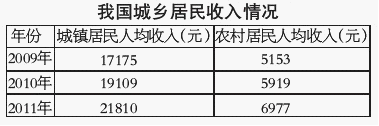 我国城乡居民收入情况
年份 城镇居民人均收入(元) 农村居民人均收入(元)
2009年 17175 5153
2010年 19109 5919
2011年 21810 6977